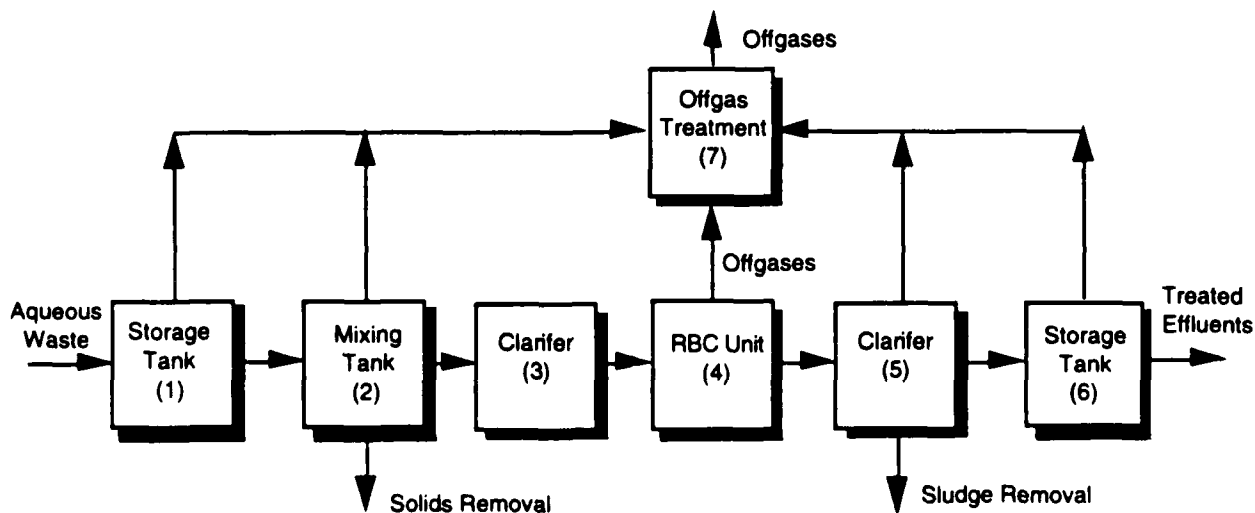 Offgases
Offgas
Treatment
(7)
Offgases
Aqueous
Waste
Storage
Tank
(1)
Mixing
Tank
(2)
Clarifer
(3)
RBC Unit
(4)
Clarifer
(5)
Storage
Tank
(6)
Treated
Effluents
Solids Removal
Sludge Removal